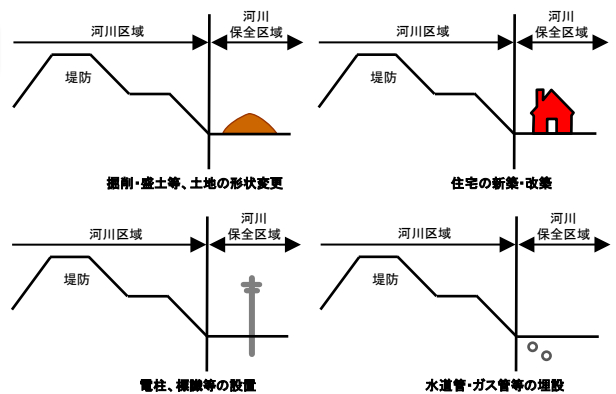 河川区域
河川
保全区域
堤防
掘削・盛土等、土地の形状変更
河川区域
河川
保全区域
堤防
住宅の新築・改築
河川区域
河川
保全区域
堤防
電柱、標識等の設置
河川区域
河川
保全区域
堤防
水道管・ガス管等の埋設